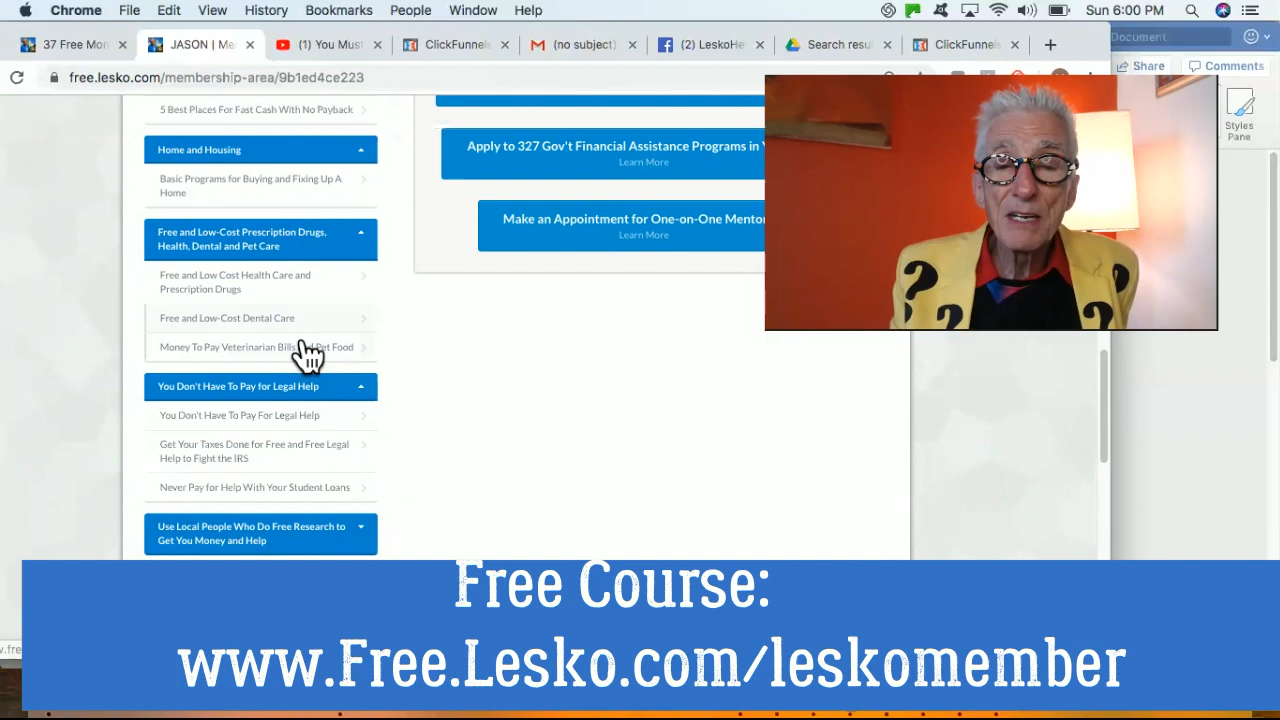 Chrome File Edit View History Bookmarks People Window Help Sun 6:00 PM
37 Free Mon
JASON | Me
(1) You Must
ClickFunnels
(no subject)
(2) LeskoHe
Search resu
ClickFunnels
Document
free.lesko.com/membership-area/9b1ed4ce223
Share
Comments
Styles
Pane
5 Best Places For Fast Cash With No Payback
Home and Housing
Basic Programs for Buying and Fixing Up A
Home
Free and Low-Cost Prescription Drugs,
Health, Dental and Pet Care
Free and Low Cost Health Care and
Prescription Drugs
Free and Low-Cost Dental Care
Money To Pay Veterinarian Bills Pet Food
You Don't Have To Pay for Legal Help
You Don't Have To Pay For Legal Help
Get Your Taxes Done for Free and Free Legal
Help to Fight the IRS
Never Pay for Help With Your Student Loans
Use Local People Who Do Free Research to
Get You Money and Help
Apply to 327 Gov't Financial Assistance Programs in
Learn More
Make an Appointment for One-on-One Mento
Learn More
? ?
Free Course:
www.Free.Lesko.com/leskomember